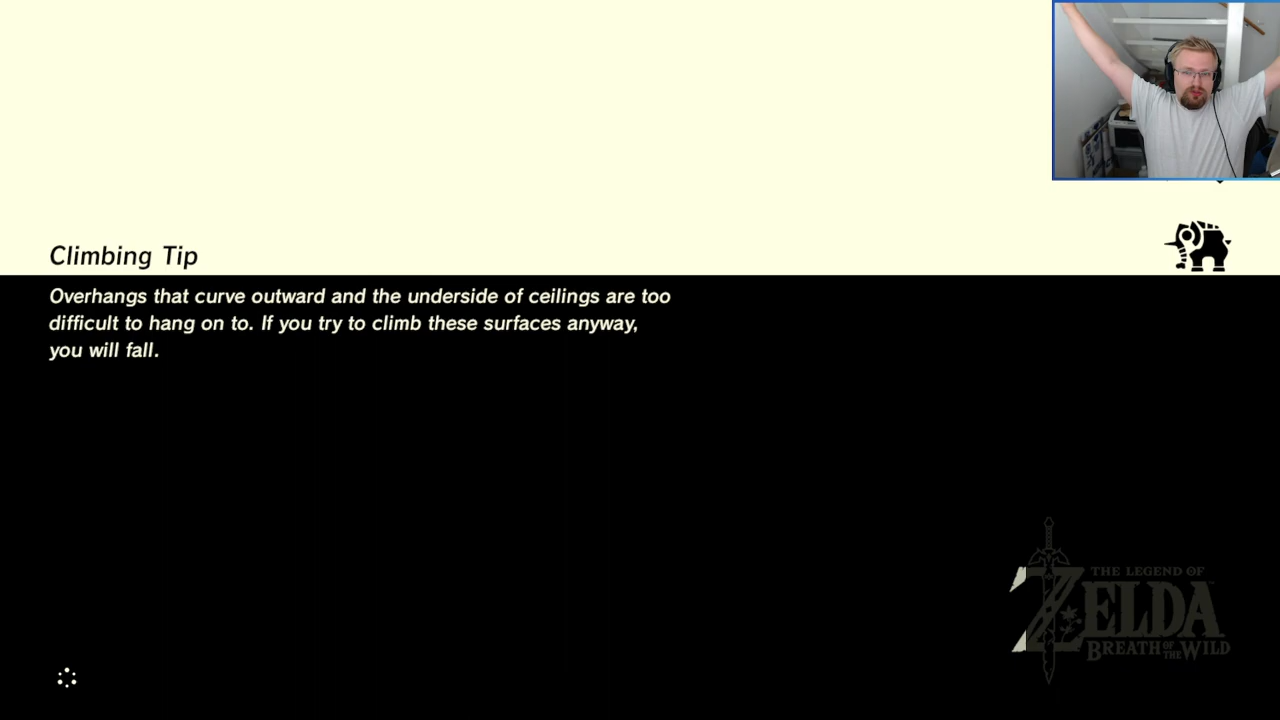 Climbing Tip
Overhangs that curve outward and the underside of ceilings are too
difficult to hang on to. If you try to climb these surfaces anyway,
you will fall.
THE LEGEND OF
ZELDA
BREATH OF THE WILD